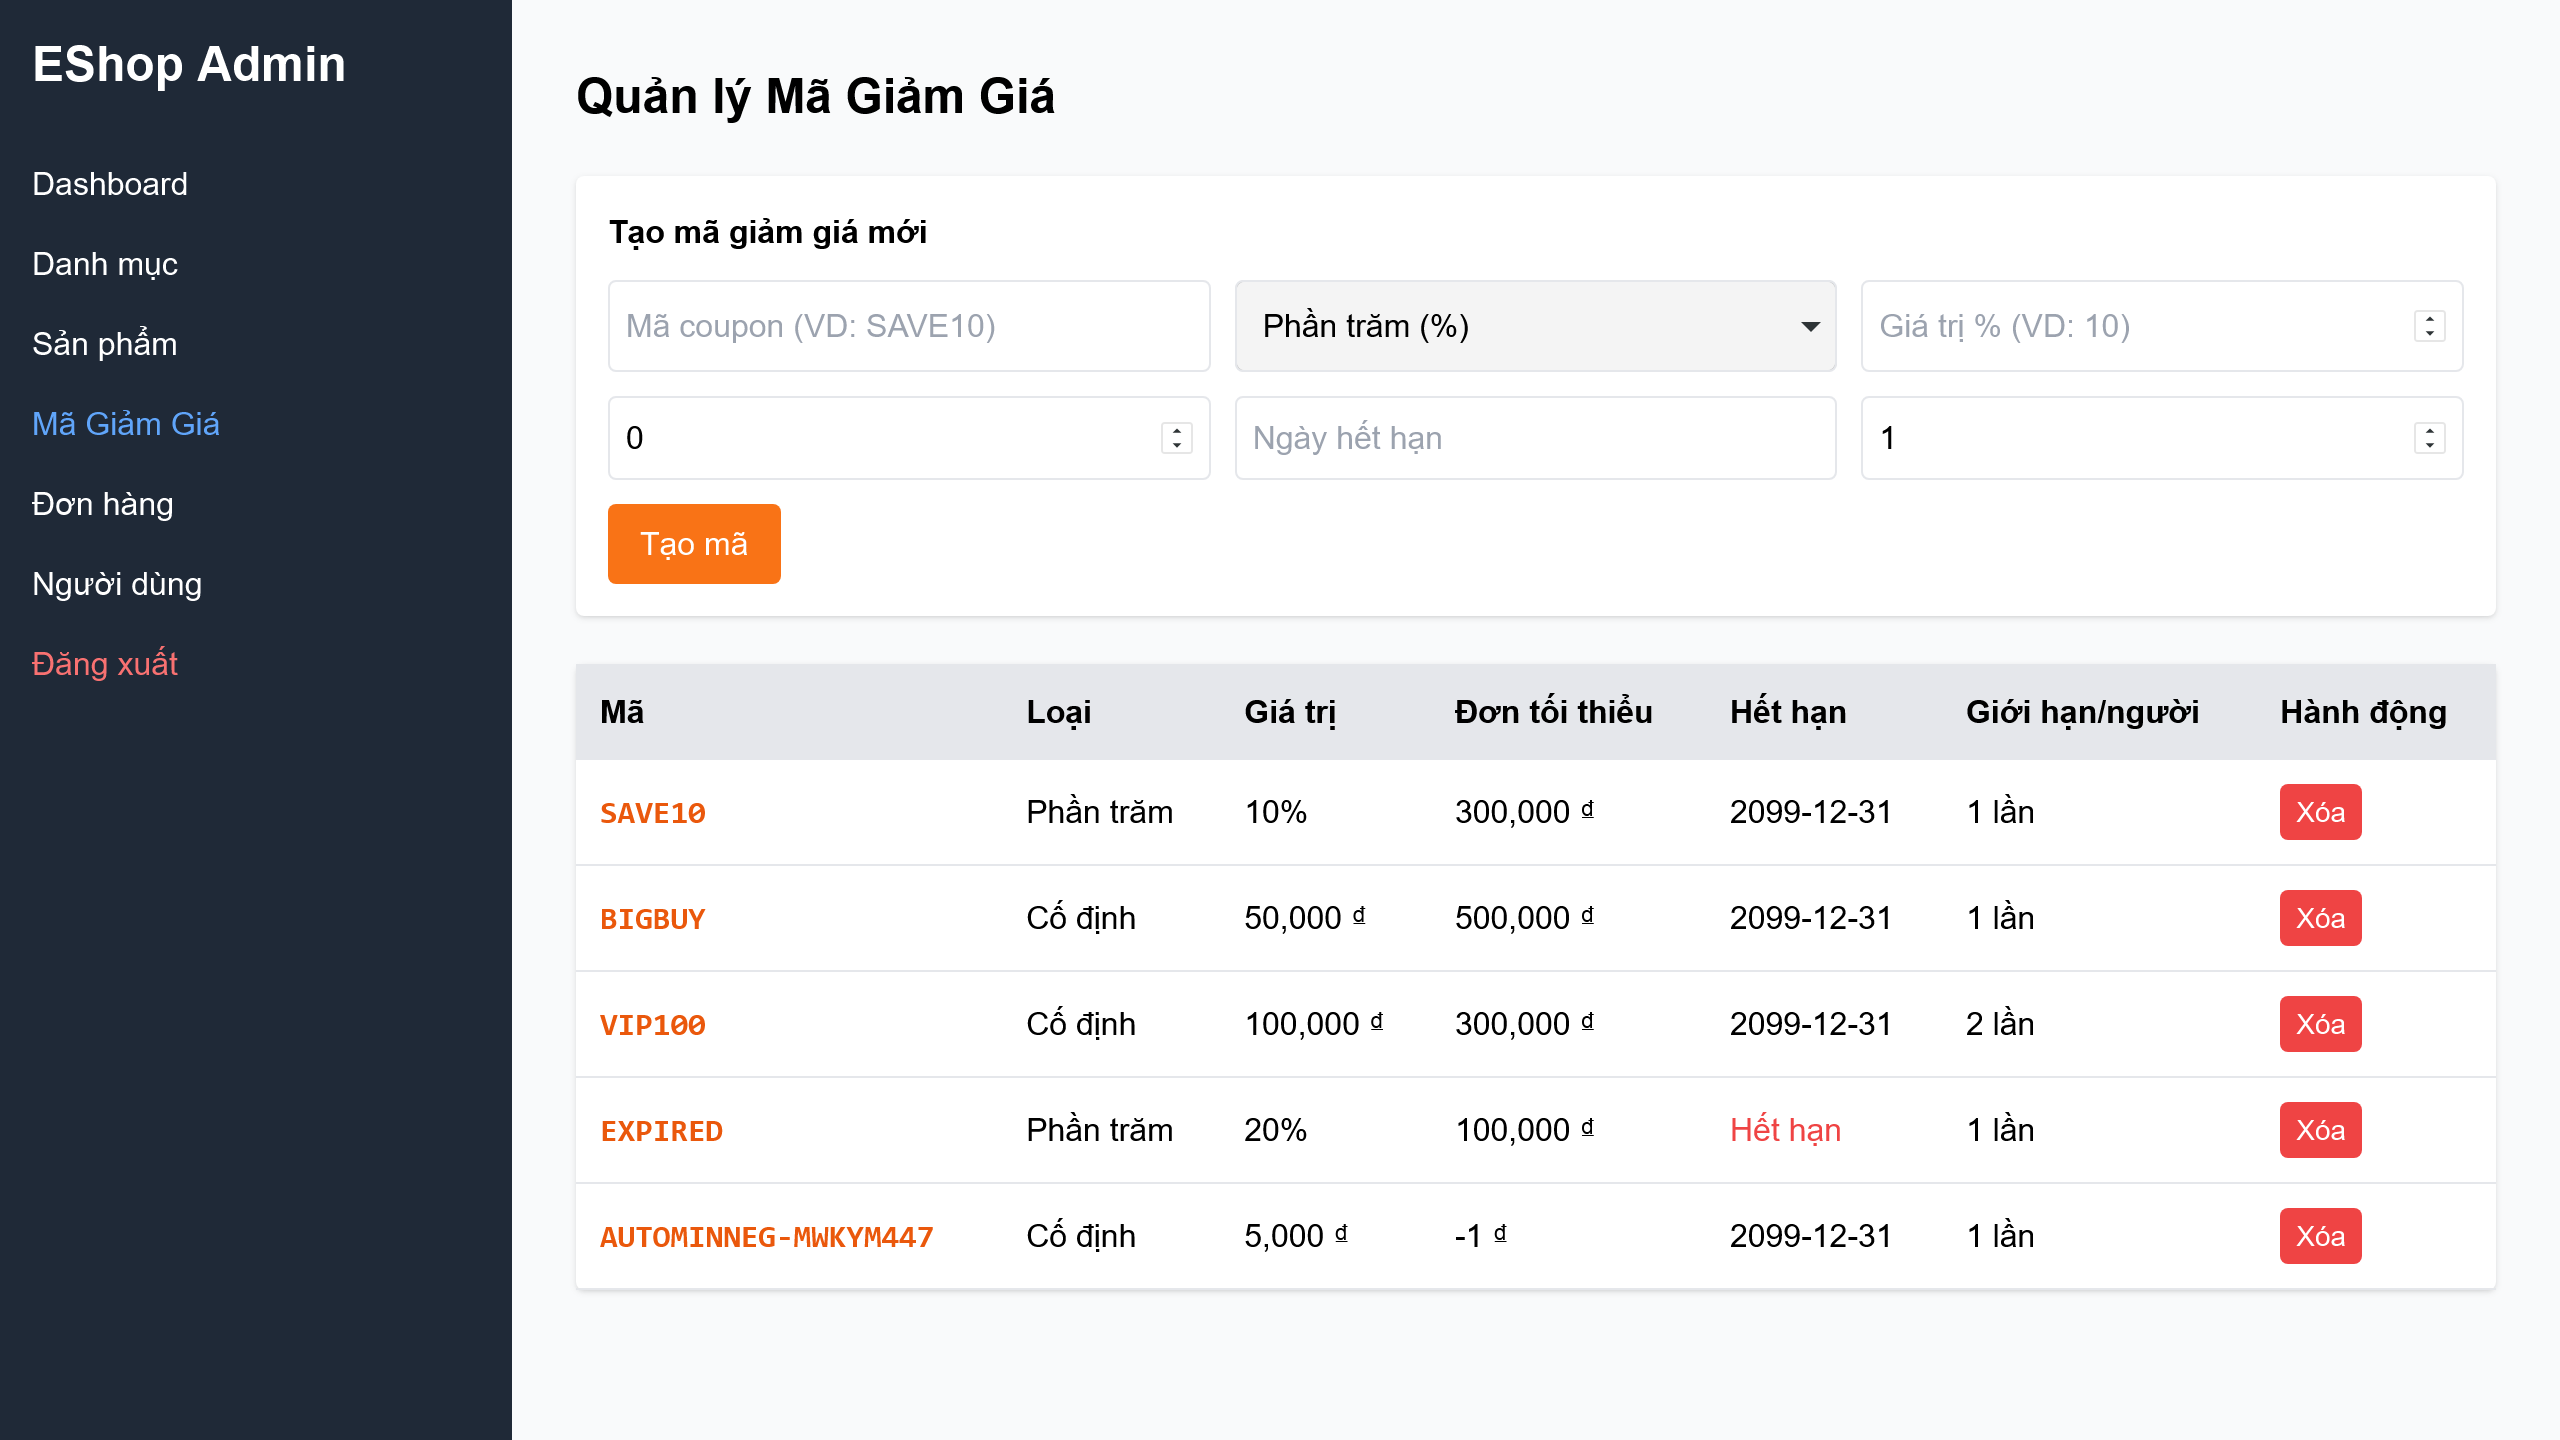 EShop Admin
Dashboard
Danh mục
Sản phẩm
Mã Giảm Giá
Đơn hàng
Người dùng
Đăng xuất
Quản lý Mã Giảm Giá
Tạo mã giảm giá mới
Mã coupon (VD: SAVE10)
Phần trăm (%)
Giá trị % (VD: 10)
0
Ngày hết hạn
1
Tạo mã
Mã Loại Giá trị Đơn tối thiểu Hết hạn Giới hạn/người Hành động
SAVE10 Phần trăm 10% 300,000 ₫ 2099-12-31 1 lần Xóa
BIGBUY Cố định 50,000 ₫ 500,000 ₫ 2099-12-31 1 lần Xóa
VIP100 Cố định 100,000 ₫ 300,000 ₫ 2099-12-31 2 lần Xóa
EXPIRED Phần trăm 20% 100,000 ₫ Hết hạn 1 lần Xóa
AUTOMINNEG-MWKYM447 Cố định 5,000 ₫ -1 ₫ 2099-12-31 1 lần Xóa